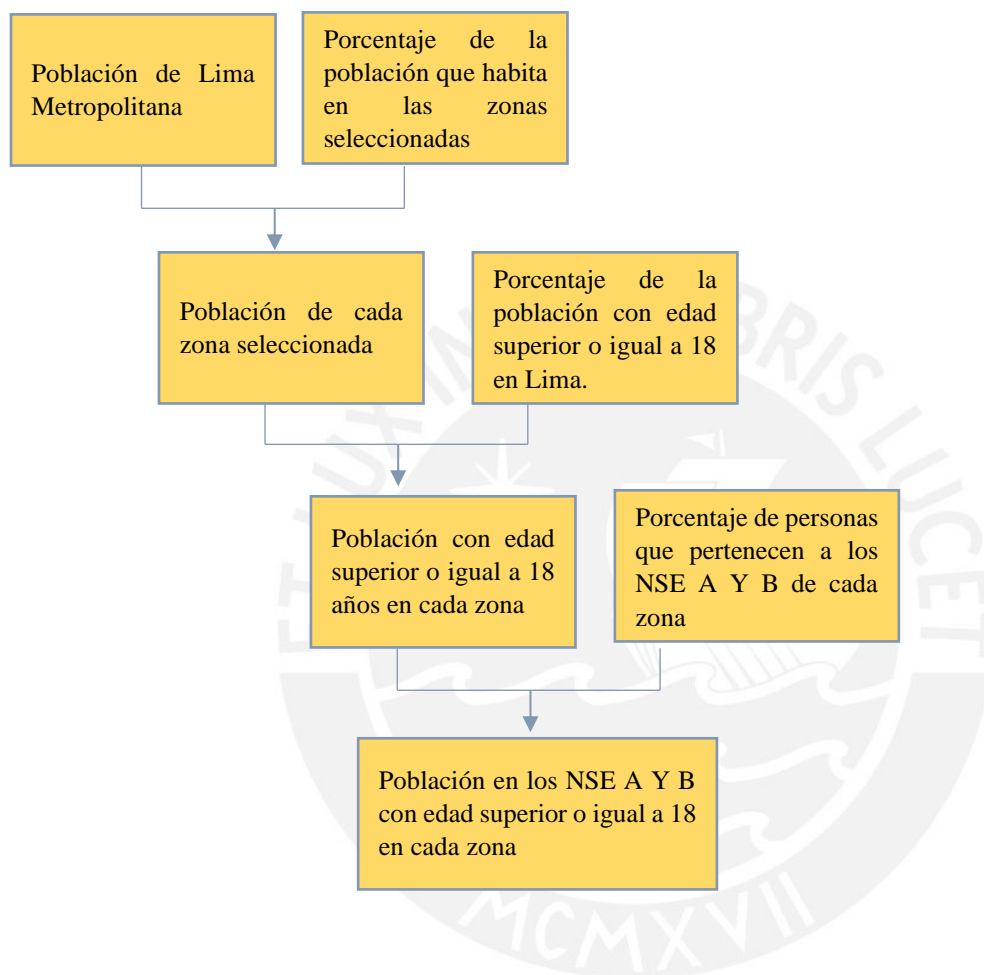 Población de Lima
Metropolitana
Porcentaje de la
población que habita
en las zonas
seleccionadas
Población de cada
zona seleccionada
Porcentaje de la
población con edad
superior o igual a 18
en Lima.
Población con edad
superior o igual a 18
años en cada zona
Porcentaje de personas
que pertenecen a los
NSE A Y B de cada
zona
Población en los NSE A Y B
con edad superior o igual a 18
en cada zona
MCMXVII